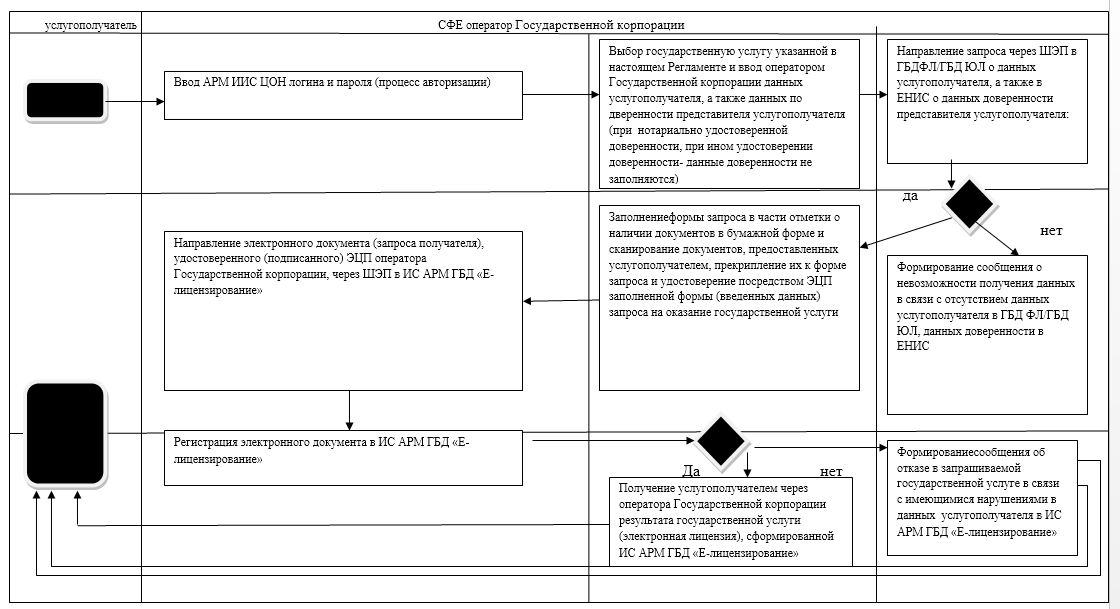 услугополучатель
СФЕ оператор Государственной корпорации
Ввод АРМ ИИС ЦОН логина и пароля (процесс авторизации)
Выбор государственную услугу указанной в
настоящем Регламенте и ввод оператором
Государственной корпорации данных
услугополучателя, а также данных по
дверенности представителя услугополучателя
(при нотариально удостоверенной
доверенности, при ином удостоверении
доверенности- данные доверенности не
заполняются)
Направление запроса через ШЭП в
ГБДФЛ/ГБД ЮЛ о данных
услугополучателя, а также в
ЕНИС о данных доверенности
представителя услугополучателя:
да
нет
Направление электронного документа (запроса получателя),
удостоверенного (подписанного) ЭЦП оператора
Государственной корпорации, через ШЭП в ИС АРМ ГБД «Е-
лицензирование»
Заполнениеформы запроса в части отметки о
наличии документов в бумажной форме и
сканирование документов, предоставленных
услугополучателем, прекрипление их к форме
запроса и удостоверение посредством ЭЦП
заполненной формы (введенных данных)
запроса на оказание государственной услуги
Формирование сообщения о
невозможности получения данных
в связи с отсутствием данных
услугополучателя в ГБД ФЛ/ГБД
ЮЛ, данных доверенности в
ЕНИС
Регистрация электронного документа в ИС АРМ ГБД «Е-
лицензирование»
Да
нет
Получение услугополучателем через
оператора Государственной корпорации
результата государственной услуги
(электронная лицензия), сформированной
ИС АРМ ГБД «Е-лицензирование»
Формированиесообщения об
отказе в запрашиваемой
государственной услуге в связи
с имеющимися нарушениями в
данных услугополучателя в ИС
АРМ ГБД «Е-лицензирование»